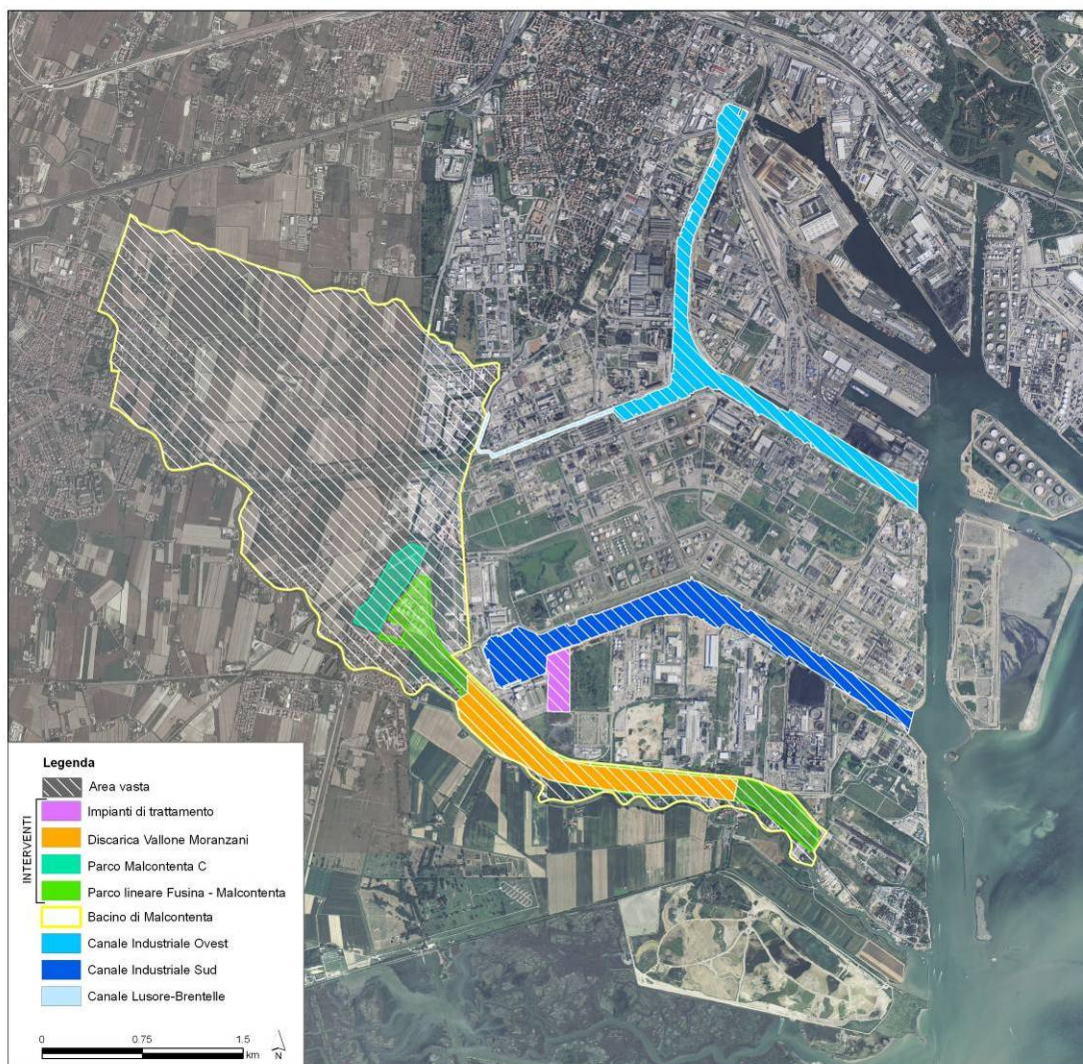 Legenda
Area vasta
INTERVENTI
Impianti di trattamento
Discarica Vallone Moranzani
Parco Malcontenta C
Parco lineare Fusina - Malcontenta
Bacino di Malcontenta
Canale Industriale Ovest
Canale Industriale Sud
Canale Lusore-Brentelle
0 0.75 1.5
km
N